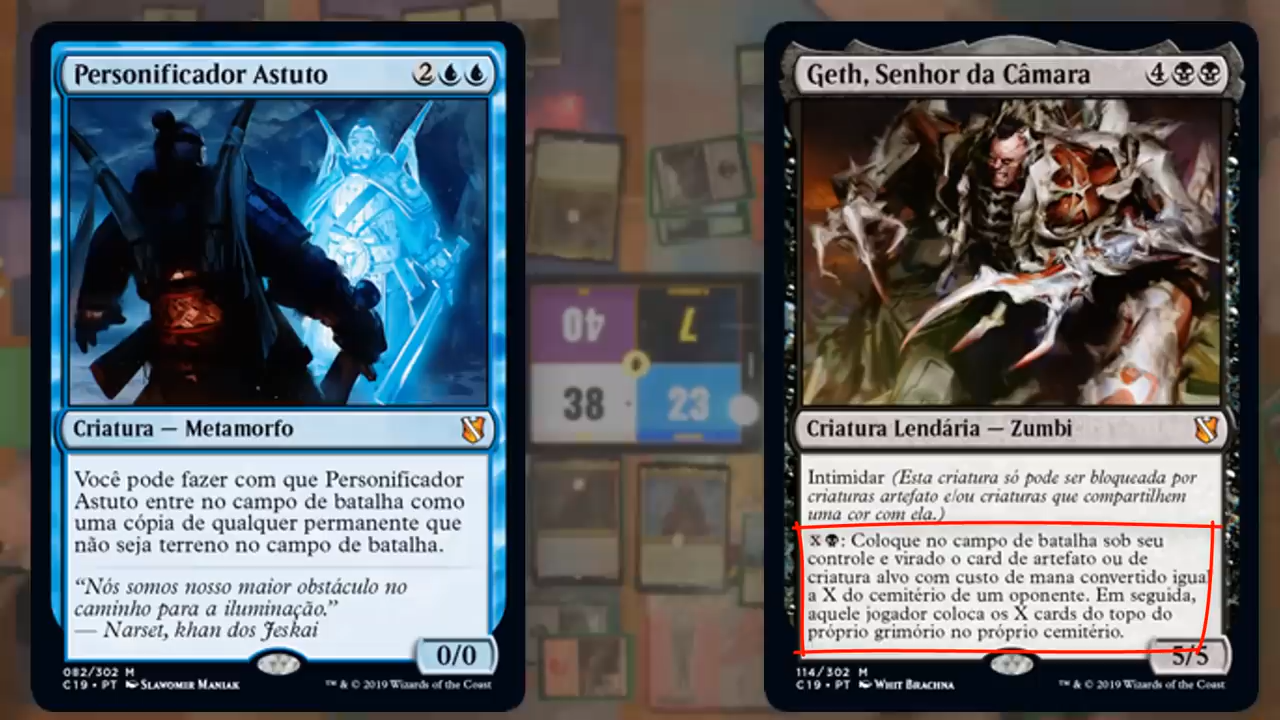 Personificador Astuto 2
Criatura — Metamorfo
Você pode fazer com que Personificador
Astuto entre no campo de batalha como
uma cópia de qualquer permanente que
não seja terreno no campo de batalha.
“Nós somos nosso maior obstáculo no
caminho para a iluminação.”
— Narset, khan dos Jeskai
0/0
082/302 M
C19 • PT SLAWOMIR MANIAK
™ & © 2019 Wizards of the Coast
40
7
38
23
Geth, Senhor da Câmara 4
Criatura Lendária — Zumbi
Intimidar (Esta criatura só pode ser bloqueada por
criaturas artefato e/ou criaturas que compartilhem
uma cor com ela.)
X : Coloque no campo de batalha sob seu
controle e virado o card de artefato ou de
criatura alvo com custo de mana convertido igual
a X do cemitério de um oponente. Em seguida,
aquele jogador coloca os X cards do topo do
próprio grimório no próprio cemitério.
5/5
114/302 M
C19 • PT WHIT BRACHNA
™ & © 2019 Wizards of the Coast